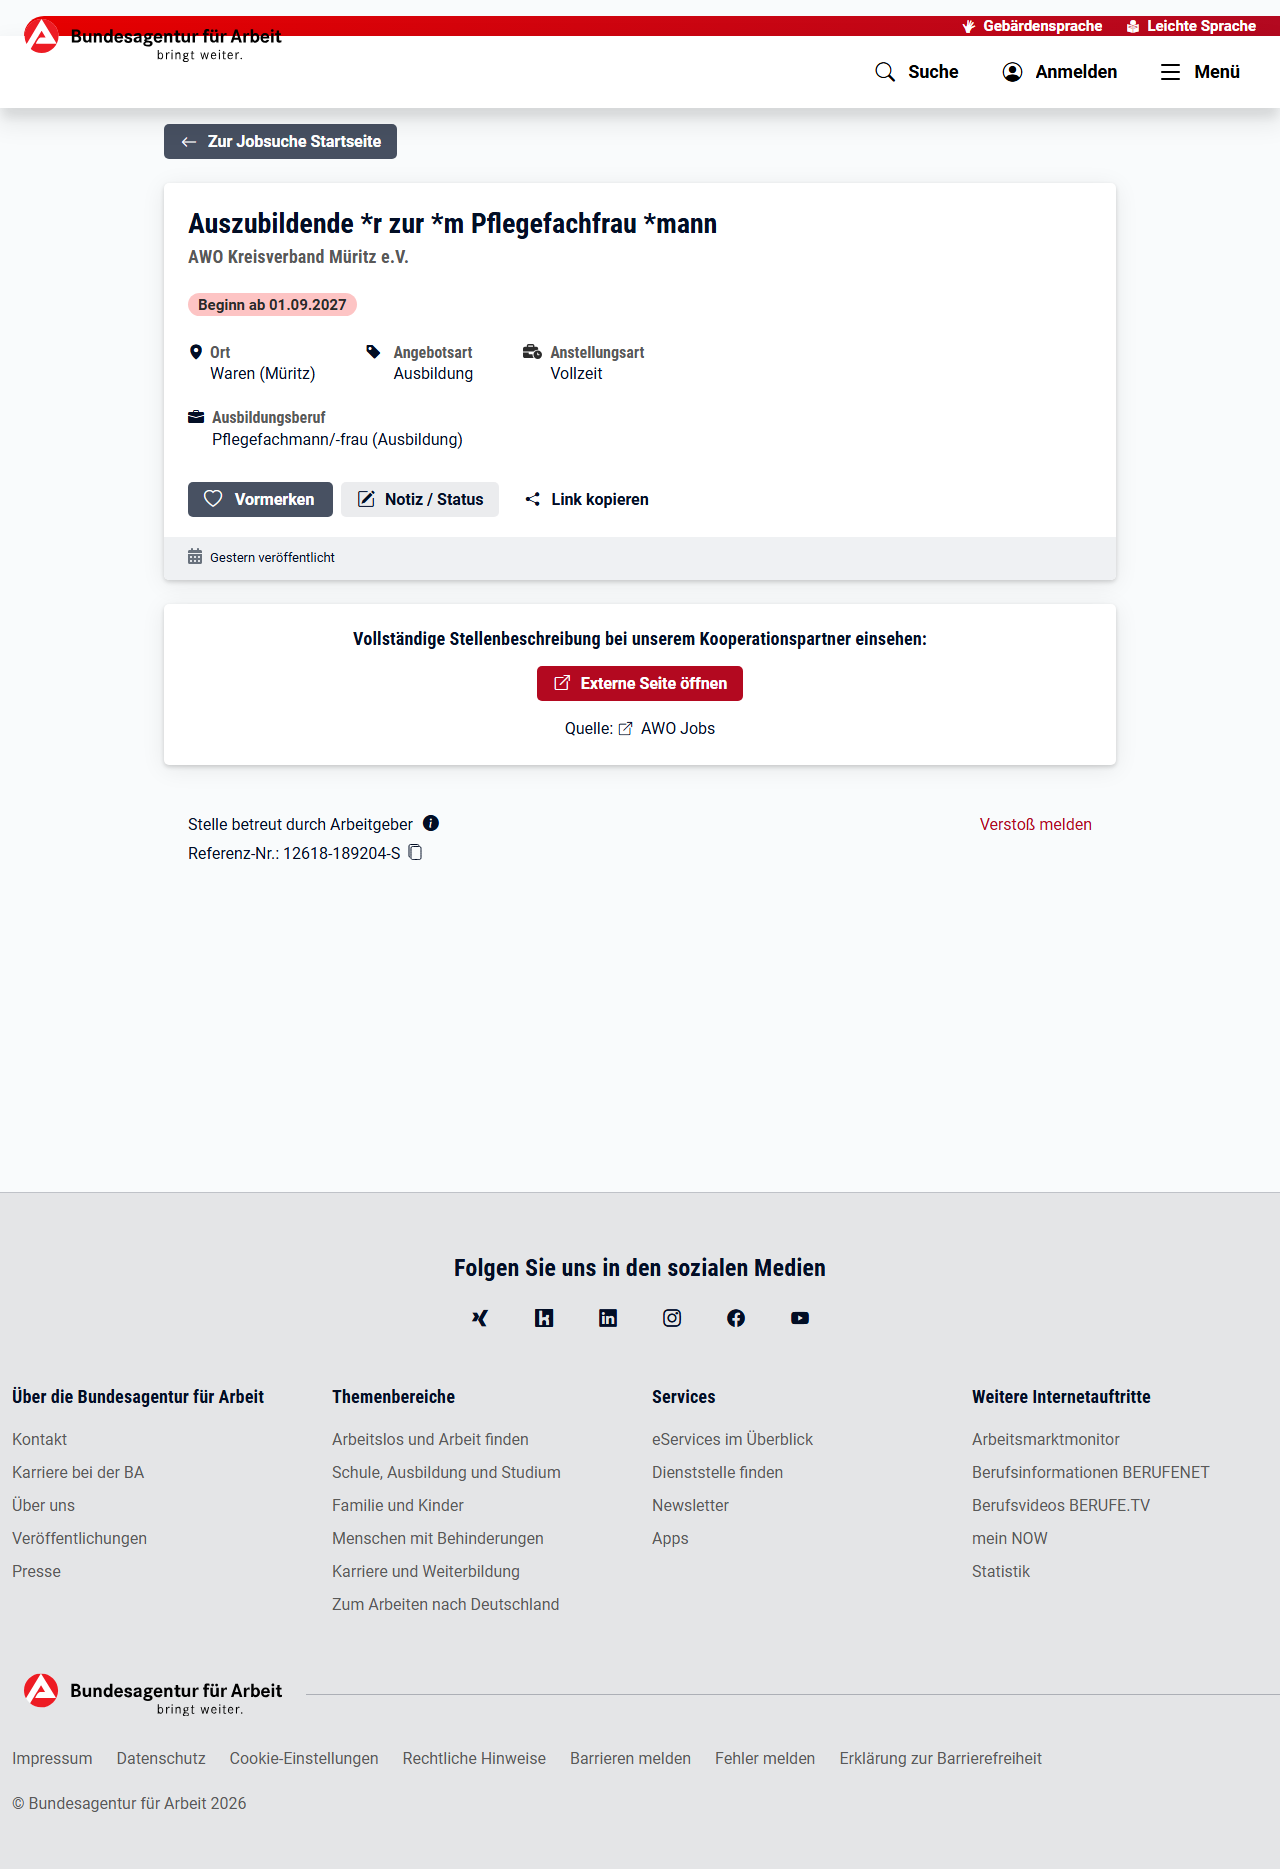 Bundesagentur für Arbeit
bringt weiter.
Gebärdensprache
Leichte Sprache
Suche
Anmelden
Menü
Zur Jobsuche Startseite
Auszubildende *r zur *m Pflegefachfrau *mann
AWO Kreisverband Müritz e.V.
Beginn ab 01.09.2027
Ort
Waren (Müritz)
Angebotsart
Ausbildung
Anstellungsart
Vollzeit
Ausbildungsberuf
Pflegefachmann/-frau (Ausbildung)
Vormerken
Notiz / Status
Link kopieren
Gestern veröffentlicht
Vollständige Stellenbeschreibung bei unserem Kooperationspartner einsehen:
Externe Seite öffnen
Quelle: AWO Jobs
Stelle betreut durch Arbeitgeber
Verstoß melden
Referenz-Nr.: 12618-189204-S
Folgen Sie uns in den sozialen Medien
Über die Bundesagentur für Arbeit
Kontakt
Karriere bei der BA
Über uns
Veröffentlichungen
Presse
Themenbereiche
Arbeitslos und Arbeit finden
Schule, Ausbildung und Studium
Familie und Kinder
Menschen mit Behinderungen
Karriere und Weiterbildung
Zum Arbeiten nach Deutschland
Services
eServices im Überblick
Dienststelle finden
Newsletter
Apps
Weitere Internetauftritte
Arbeitsmarktmonitor
Berufsinformationen BERUFENET
Berufsvideos BERUFE.TV
mein NOW
Statistik
Bundesagentur für Arbeit
bringt weiter.
Impressum Datenschutz Cookie-Einstellungen Rechtliche Hinweise Barrieren melden Fehler melden Erklärung zur Barrierefreiheit
© Bundesagentur für Arbeit 2026